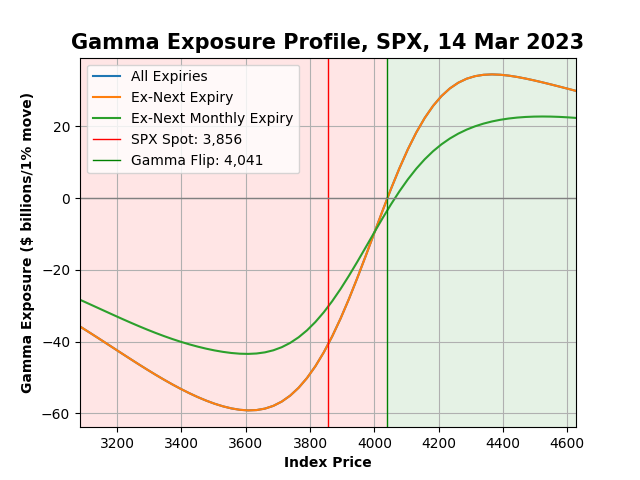 Gamma Exposure Profile, SPX, 14 Mar 2023
All Expiries
Ex-Next Expiry
Ex-Next Monthly Expiry
SPX Spot: 3,856
Gamma Flip: 4,041
Gamma Exposure ($ billions/1% move)
20
0
−20
−40
−60
3200 3400 3600 3800 4000 4200 4400 4600
Index Price